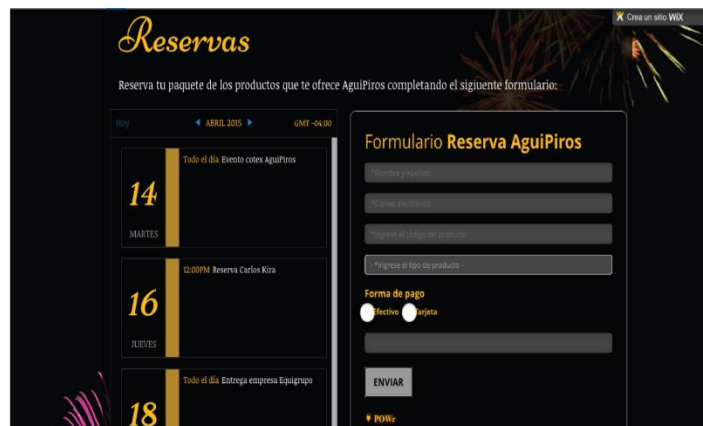 Crea un sitio WiX
Reservas
Reserva tu paquete de los productos que te ofrece AguiPiros completando el siguiente formulario:
Hoy
ABRIL 2015
GMT -04:00
14
MARTES
Todo el día Evento cotex AguiPiros
16
JUEVES
12:00PM Reserva Carlos Kira
18
Todo el día Entrega empresa Equigrupo
Formulario Reserva AguiPiros
*Nombre y Apellido
*Correo electrónico
*Ingrese el código del producto
- *Ingrese el tipo de producto -
Forma de pago
Efectivo Tarjeta
ENVIAR
POWr